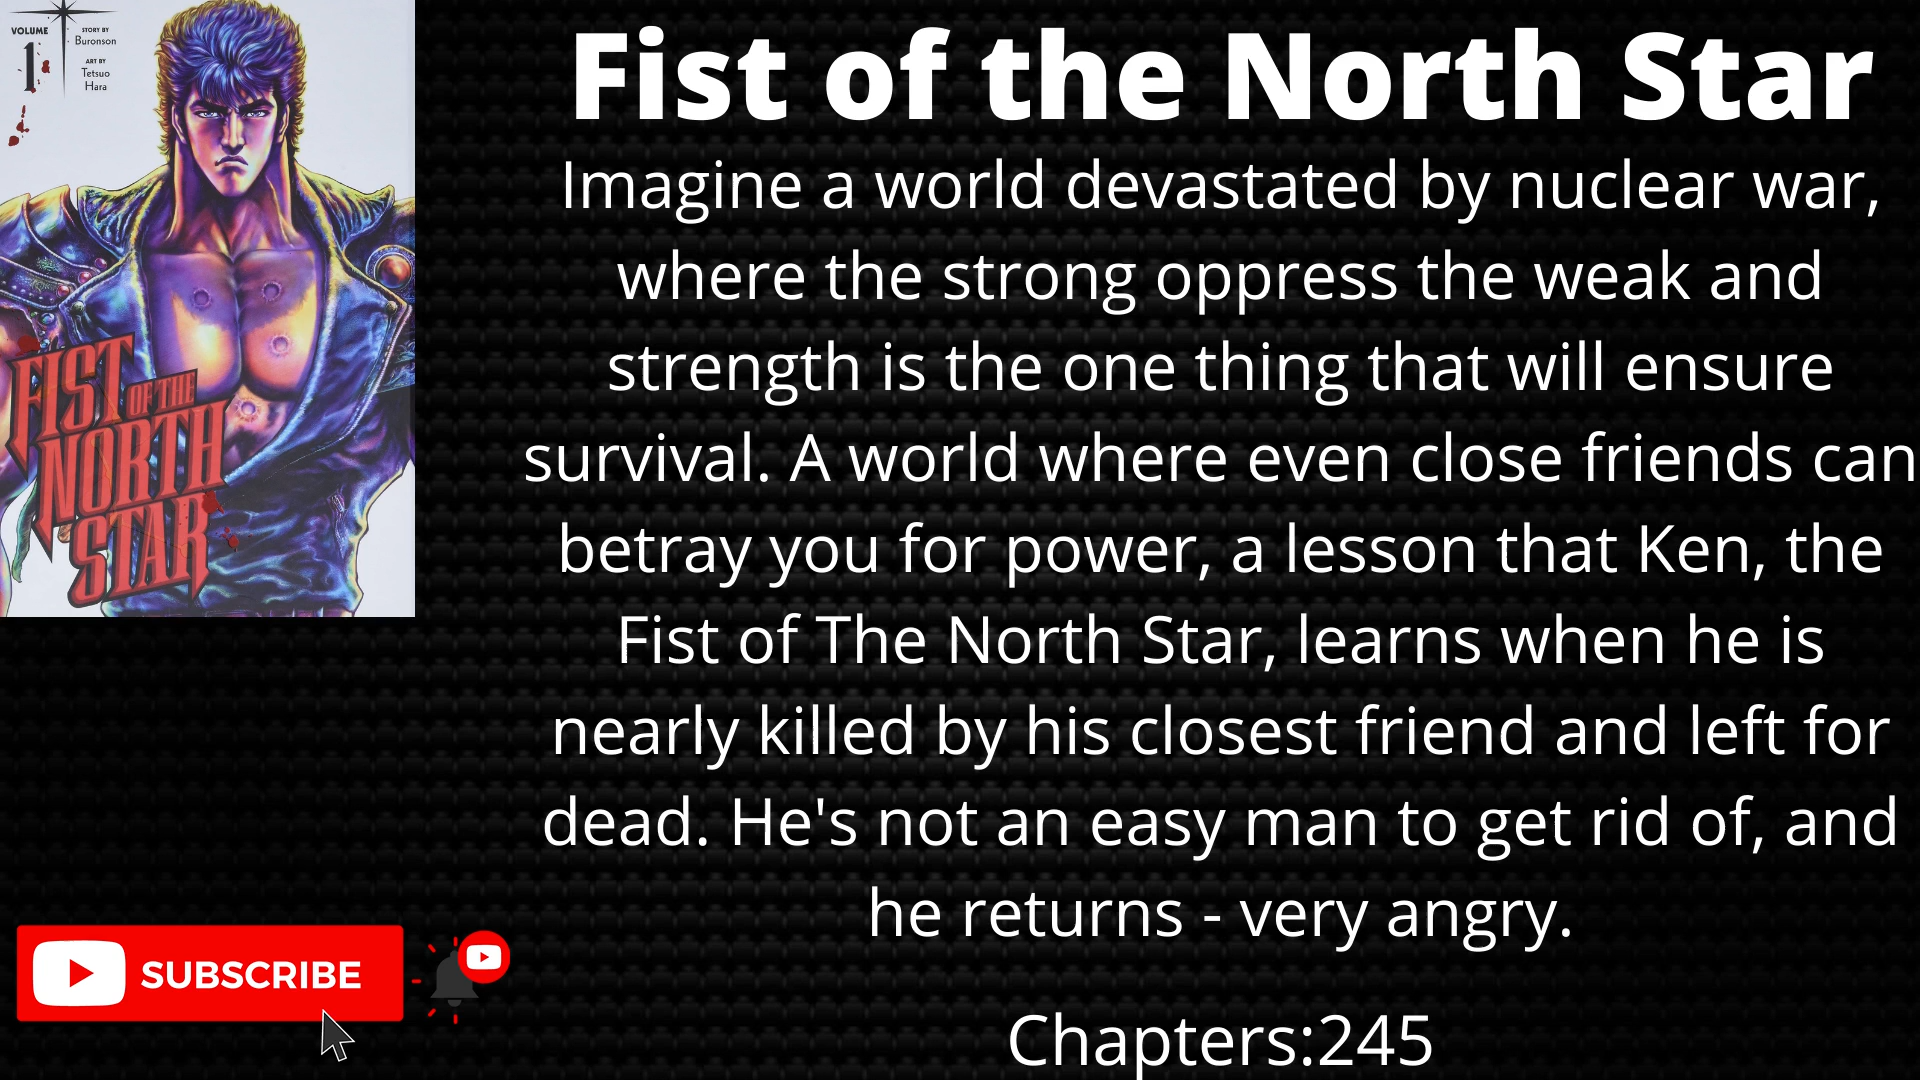 VOLUME
1
STORY BY
Buronson
ART BY
Tetsuo
Hara
FIST
OF THE
NORTH
STAR
Fist of the North Star
Imagine a world devastated by nuclear war,
where the strong oppress the weak and
strength is the one thing that will ensure
survival. A world where even close friends can
betray you for power, a lesson that Ken, the
Fist of The North Star, learns when he is
nearly killed by his closest friend and left for
dead. He's not an easy man to get rid of, and
he returns - very angry.
Chapters:245
SUBSCRIBE